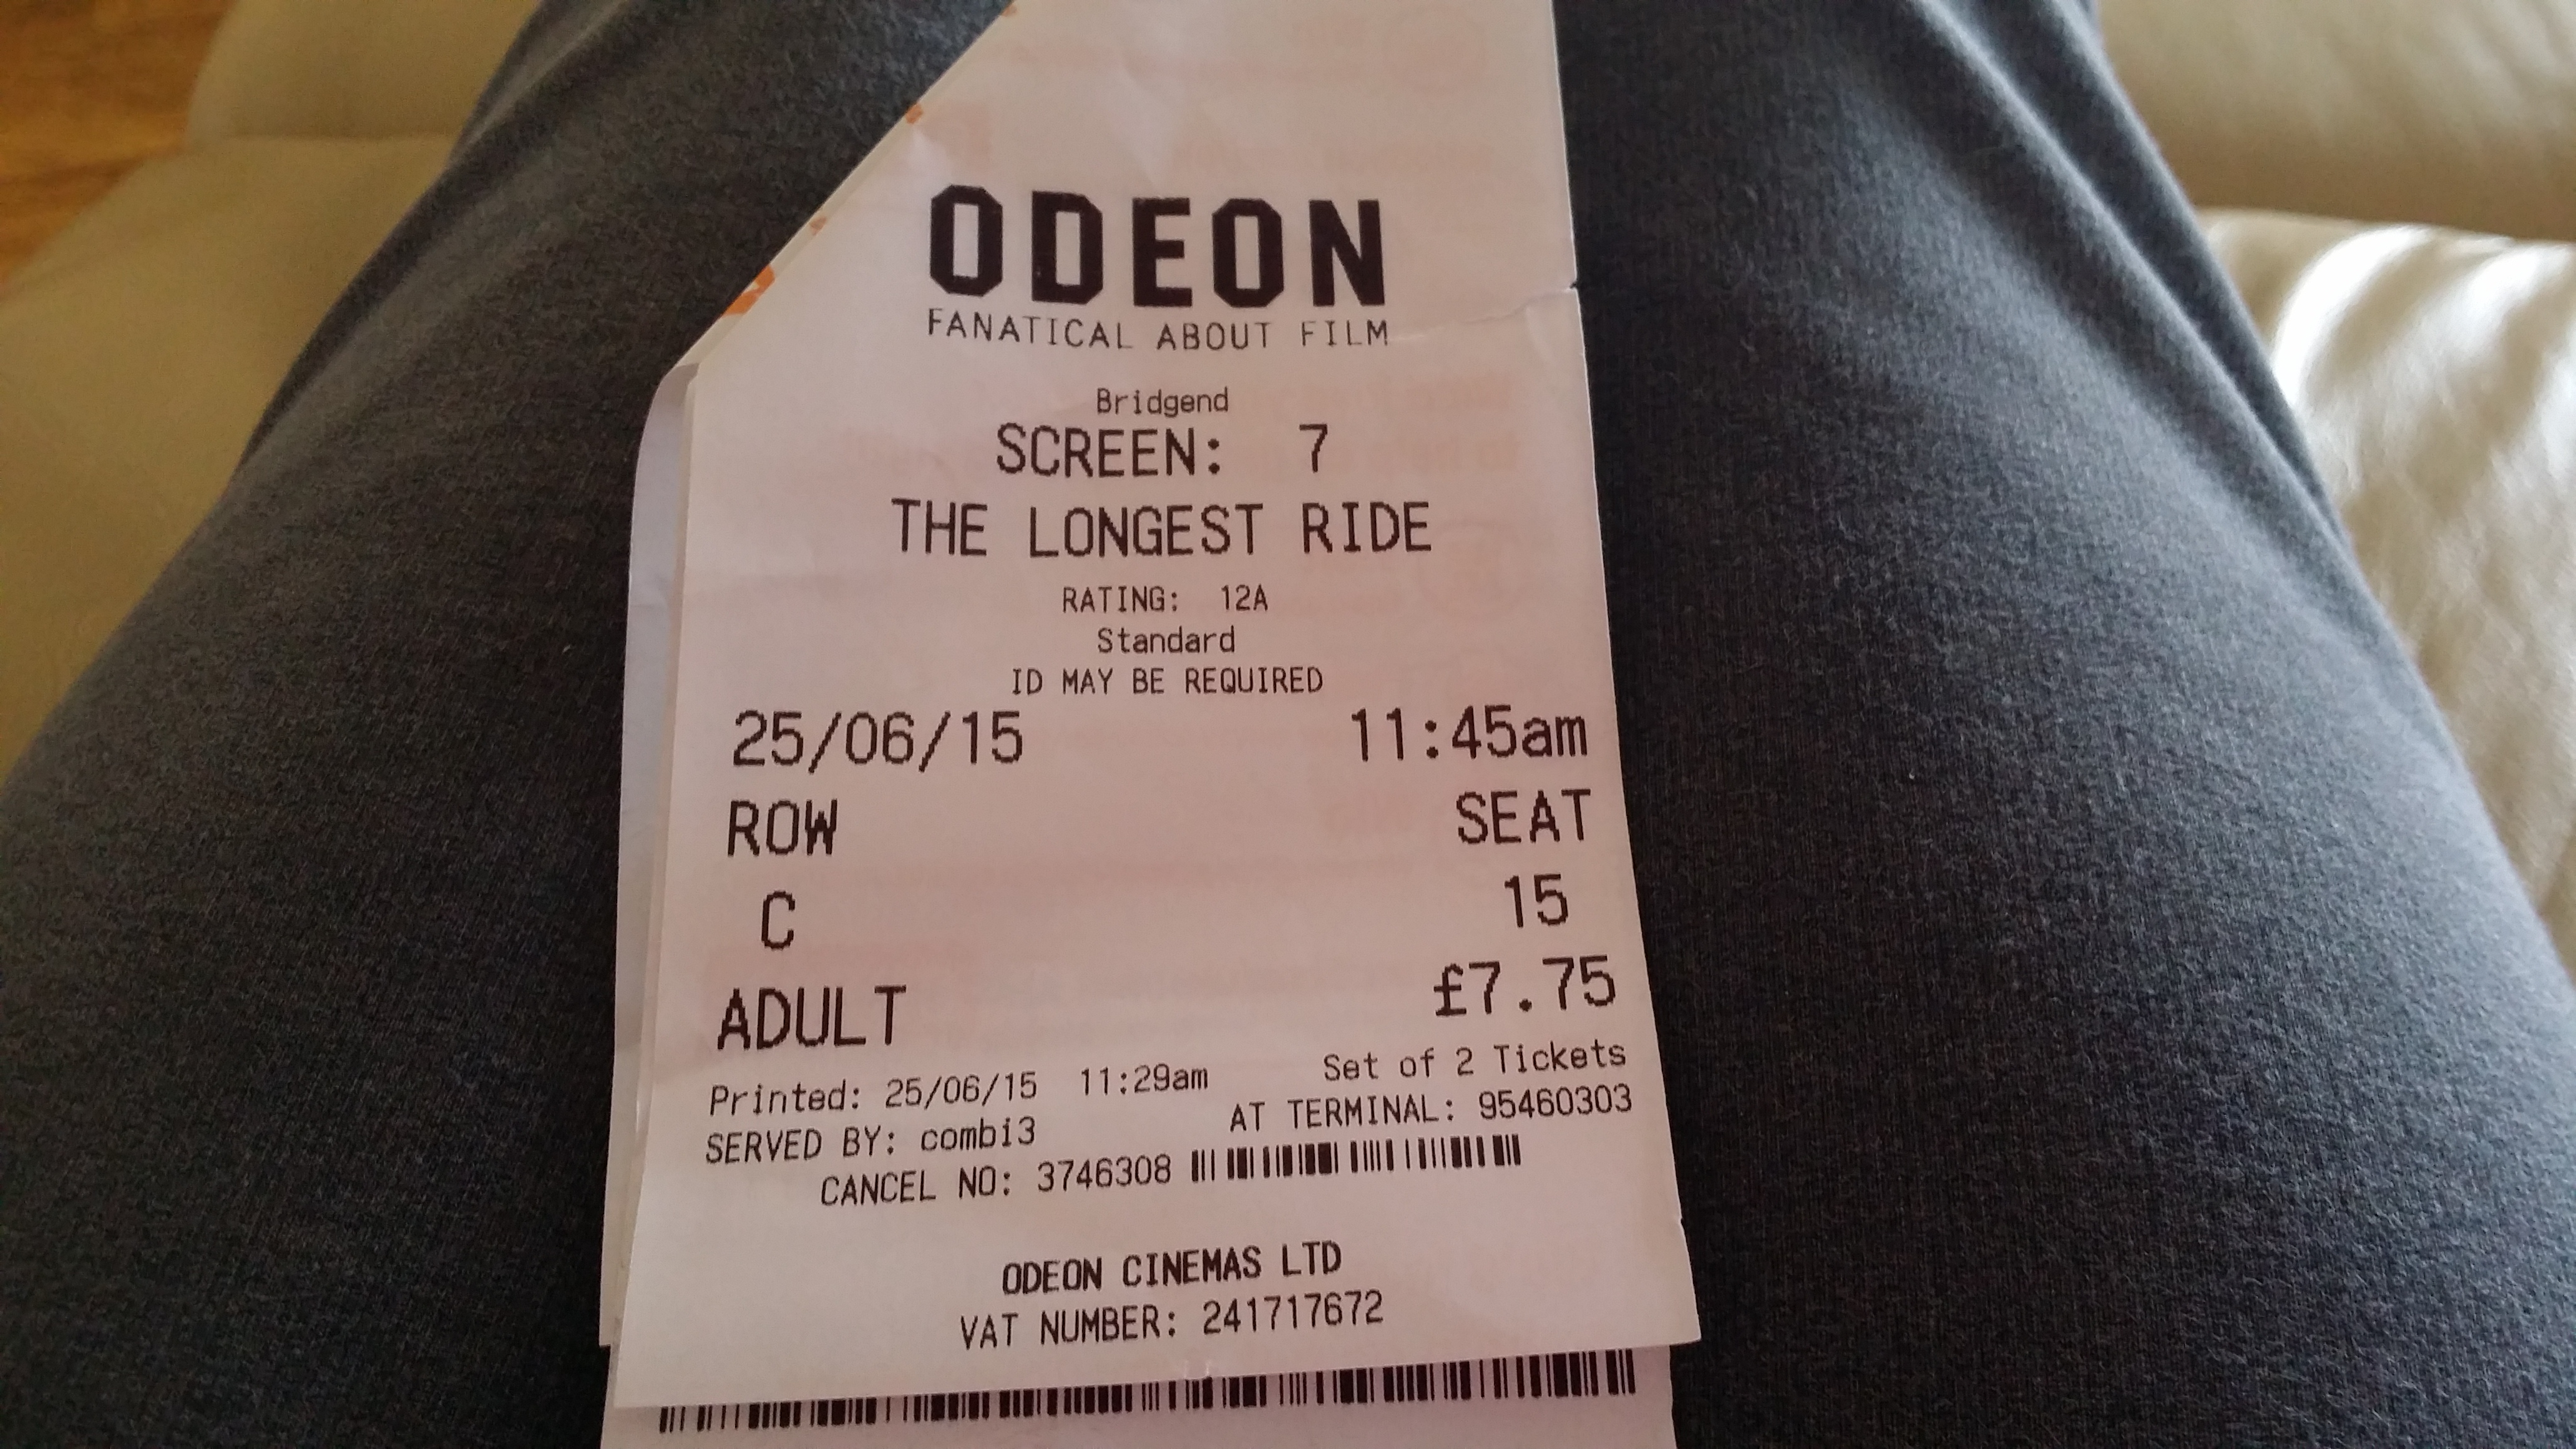 ODEON
FANATICAL ABOUT FILM
Bridgend
SCREEN: 7
THE LONGEST RIDE
RATING: 12A
Standard
ID MAY BE REQUIRED
25/06/15 11:45am
ROW SEAT
C 15
ADULT £7.75
Printed: 25/06/15 11:29am Set of 2 Tickets
SERVED BY: combi3 AT TERMINAL: 95460303
CANCEL NO: 3746308
ODEON CINEMAS LTD
VAT NUMBER: 241717672